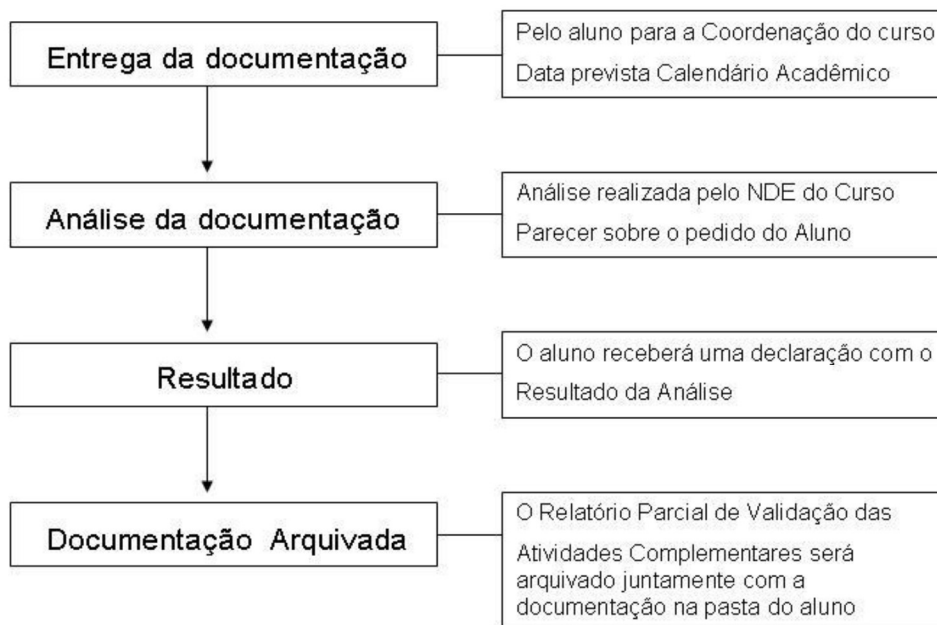 Entrega da documentação
Pelo aluno para a Coordenação do curso
Data prevista Calendário Acadêmico
Análise da documentação
Análise realizada pelo NDE do Curso
Parecer sobre o pedido do Aluno
Resultado
O aluno receberá uma declaração com o
Resultado da Análise
Documentação Arquivada
O Relatório Parcial de Validação das
Atividades Complementares será
arquivado juntamente com a
documentação na pasta do aluno